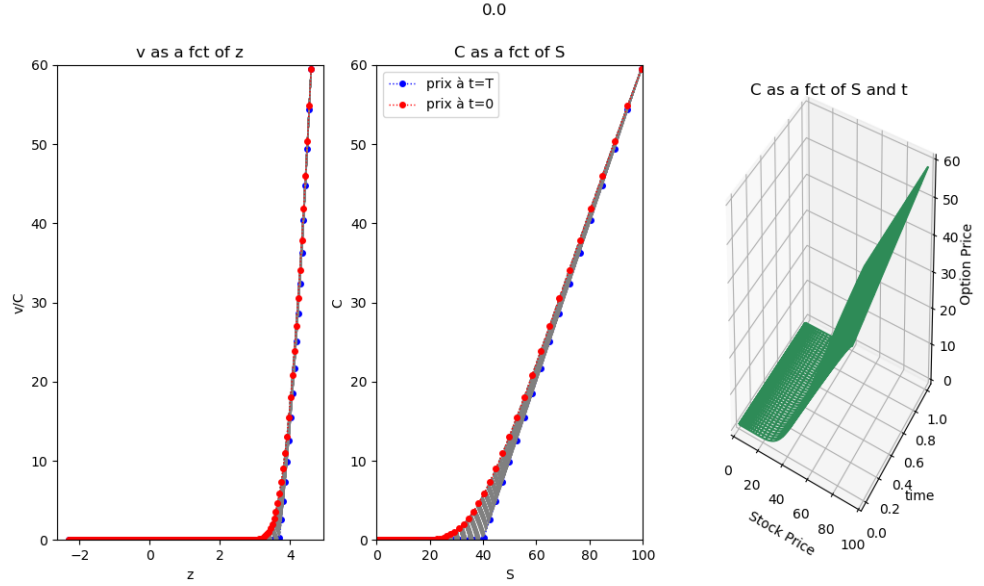 0.0
v as a fct of z
60
50
40
30
20
10
0
v/C
−2 0 2 4
z
C as a fct of S
prix à t=T
prix à t=0
60
50
40
30
20
10
0
C
0 20 40 60 80 100
S
C as a fct of S and t
60
50
40
30
20
10
0
Option Price
1.0
0.8
0.6
0.4
0.2
0.0
time
0
20
40
60
80
100
Stock Price